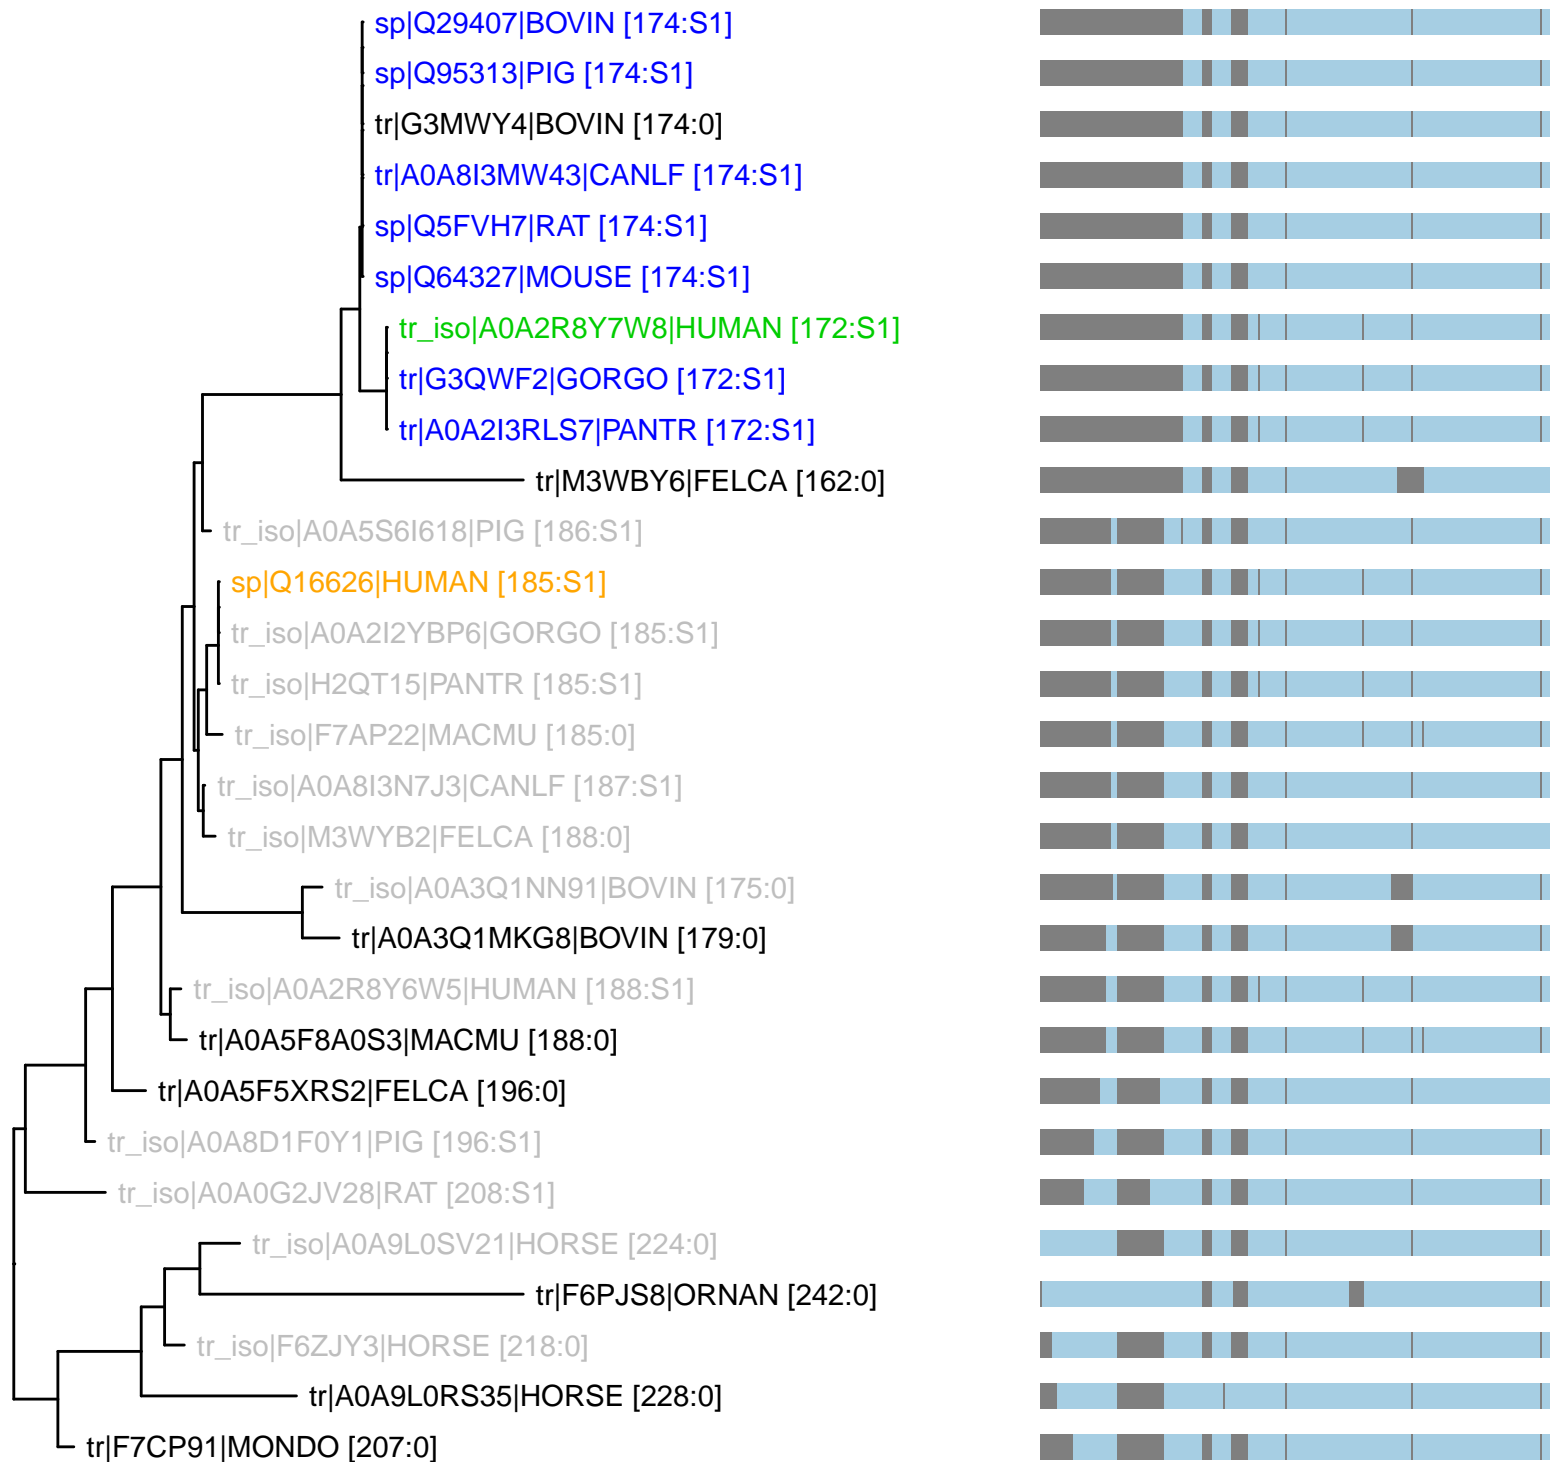 sp|Q29407|BOVIN [174:S1]
sp|Q95313|PIG [174:S1]
tr|G3MWY4|BOVIN [174:0]
tr|A0A8I3MW43|CANLF [174:S1]
sp|Q5FVH7|RAT [174:S1]
sp|Q64327|MOUSE [174:S1]
tr_iso|A0A2R8Y7W8|HUMAN [172:S1]
tr|G3QWF2|GORGO [172:S1]
tr|A0A2I3RLS7|PANTR [172:S1]
tr|M3WBY6|FELCA [162:0]
tr_iso|A0A5S6I618|PIG [186:S1]
sp|Q16626|HUMAN [185:S1]
tr_iso|A0A2I2YBP6|GORGO [185:S1]
tr_iso|H2QT15|PANTR [185:S1]
tr_iso|F7AP22|MACMU [185:0]
tr_iso|A0A8I3N7J3|CANLF [187:S1]
tr_iso|M3WYB2|FELCA [188:0]
tr_iso|A0A3Q1NN91|BOVIN [175:0]
tr|A0A3Q1MKG8|BOVIN [179:0]
tr_iso|A0A2R8Y6W5|HUMAN [188:S1]
tr|A0A5F8A0S3|MACMU [188:0]
tr|A0A5F5XRS2|FELCA [196:0]
tr_iso|A0A8D1F0Y1|PIG [196:S1]
tr_iso|A0A0G2JV28|RAT [208:S1]
tr_iso|A0A9L0SV21|HORSE [224:0]
tr|F6PJS8|ORNAN [242:0]
tr_iso|F6ZJY3|HORSE [218:0]
tr|A0A9L0RS35|HORSE [228:0]
tr|F7CP91|MONDO [207:0]